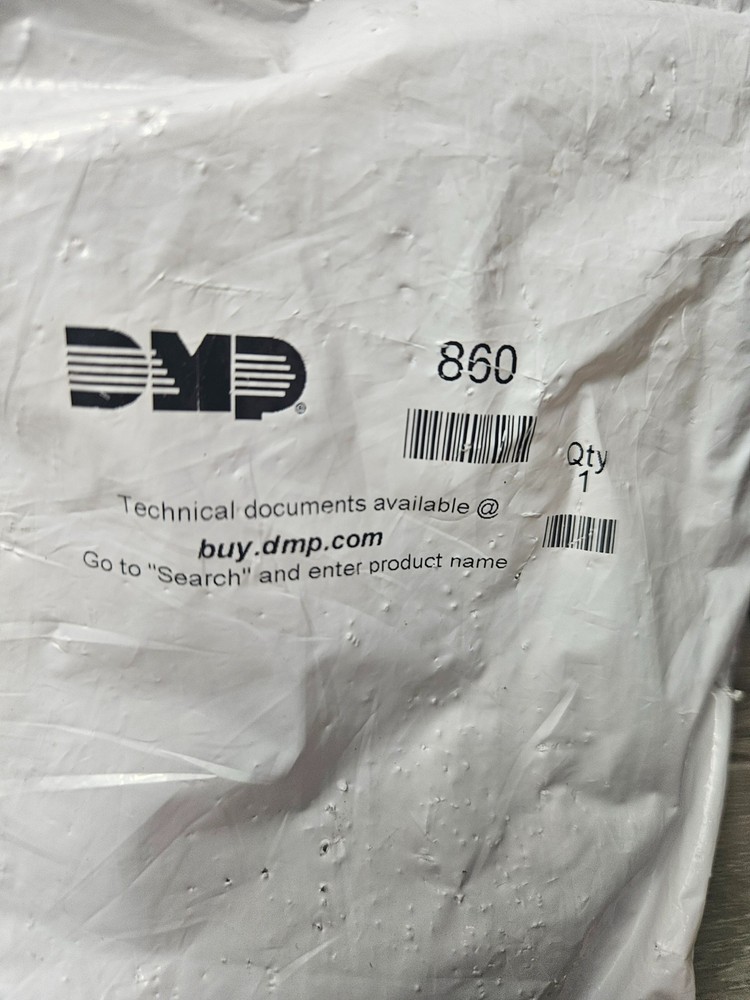 DMP®
860
Qty
1
Technical documents available @
buy.dmp.com
Go to "Search" and enter product name